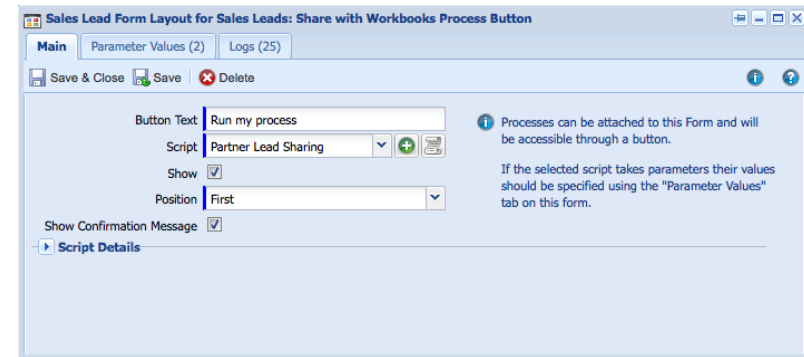 Sales Lead Form Layout for Sales Leads: Share with Workbooks Process Button
Main Parameter Values (2) Logs (25)
Save & Close Save Delete
Button Text Run my process
Script Partner Lead Sharing
Show
Position First
Show Confirmation Message
Script Details
Processes can be attached to this Form and will
be accessible through a button.
If the selected script takes parameters their values
should be specified using the "Parameter Values"
tab on this form.